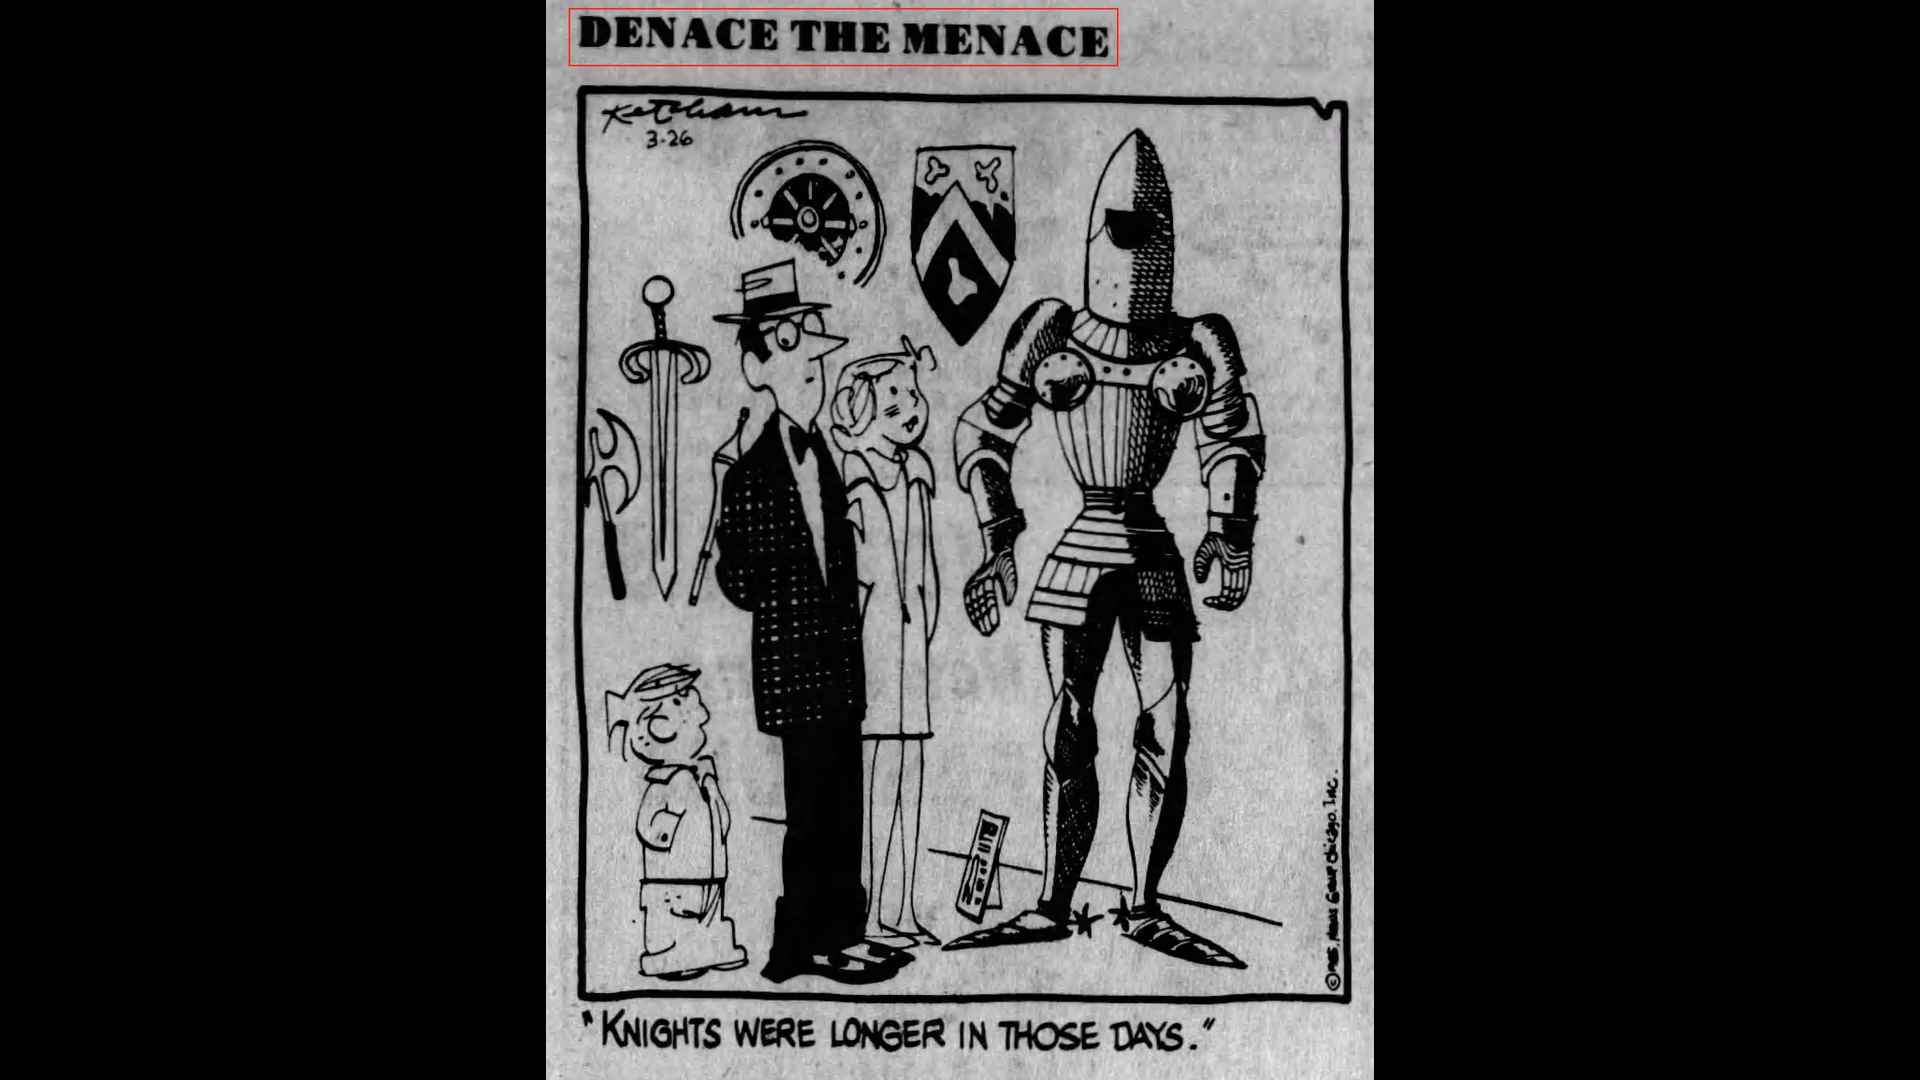 DENACE THE MENACE
Ketcham
3-26
"KNIGHTS WERE LONGER IN THOSE DAYS."